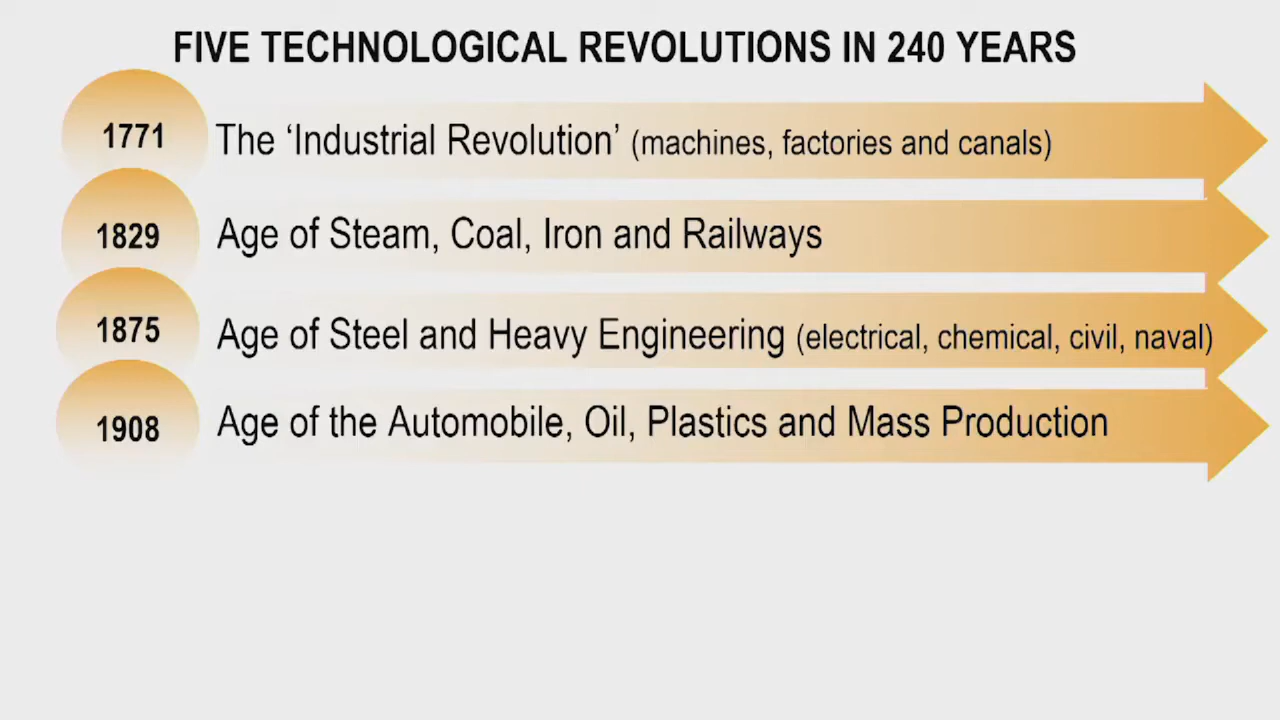 FIVE TECHNOLOGICAL REVOLUTIONS IN 240 YEARS
1771 The ‘Industrial Revolution’ (machines, factories and canals)
1829 Age of Steam, Coal, Iron and Railways
1875 Age of Steel and Heavy Engineering (electrical, chemical, civil, naval)
1908 Age of the Automobile, Oil, Plastics and Mass Production